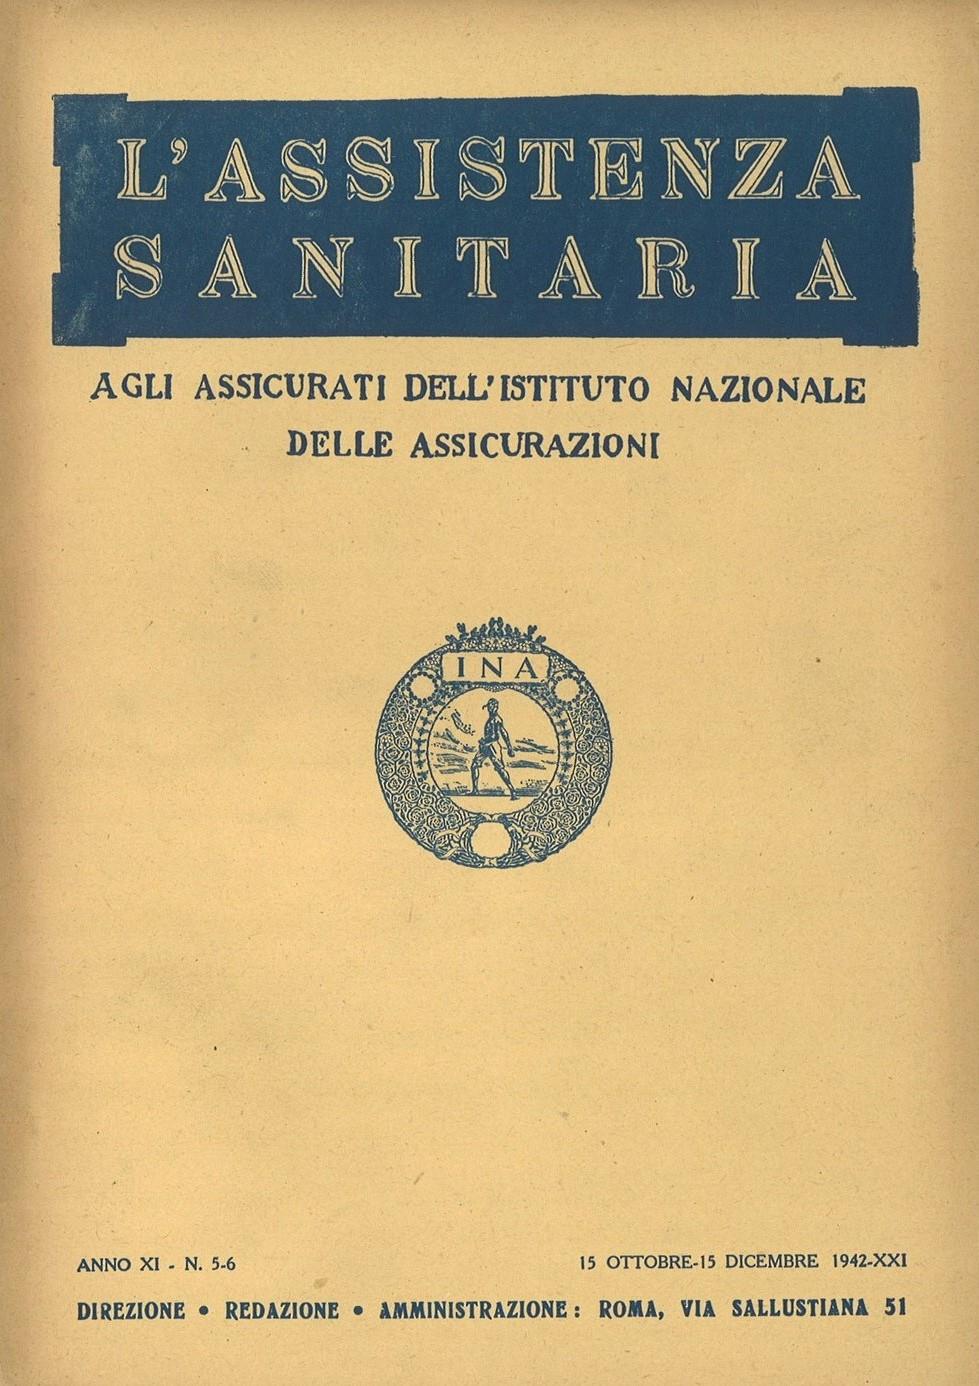 L'ASSISTENZA
SANITARIA
AGLI ASSICURATI DELL'ISTITUTO NAZIONALE
DELLE ASSICURAZIONI
INA
ANNO XI - N. 5-6
15 OTTOBRE-15 DICEMBRE 1942-XXI
DIREZIONE • REDAZIONE • AMMINISTRAZIONE: ROMA, VIA SALLUSTIANA 51